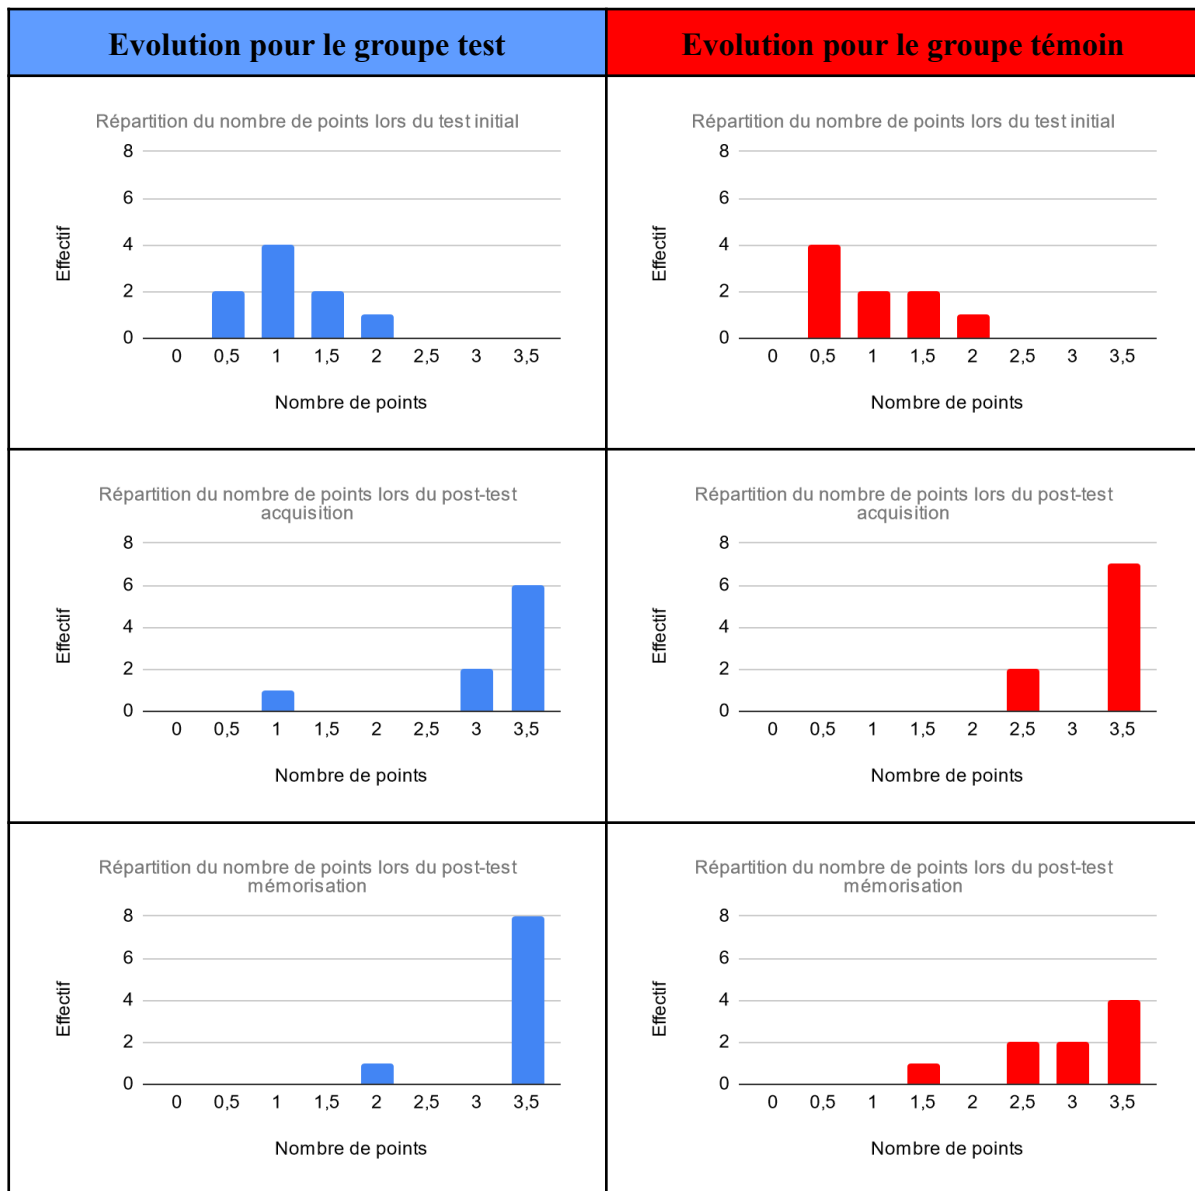 Evolution pour le groupe test
Evolution pour le groupe témoin
Répartition du nombre de points lors du test initial
8
6
4
2
0
Effectif
0 0,5 1 1,5 2 2,5 3 3,5
Nombre de points
Répartition du nombre de points lors du test initial
8
6
4
2
0
Effectif
0 0,5 1 1,5 2 2,5 3 3,5
Nombre de points
Répartition du nombre de points lors du post-test
acquisition
8
6
4
2
0
Effectif
0 0,5 1 1,5 2 2,5 3 3,5
Nombre de points
Répartition du nombre de points lors du post-test
acquisition
8
6
4
2
0
Effectif
0 0,5 1 1,5 2 2,5 3 3,5
Nombre de points
Répartition du nombre de points lors du post-test
mémorisation
8
6
4
2
0
Effectif
0 0,5 1 1,5 2 2,5 3 3,5
Nombre de points
Répartition du nombre de points lors du post-test
mémorisation
8
6
4
2
0
Effectif
0 0,5 1 1,5 2 2,5 3 3,5
Nombre de points